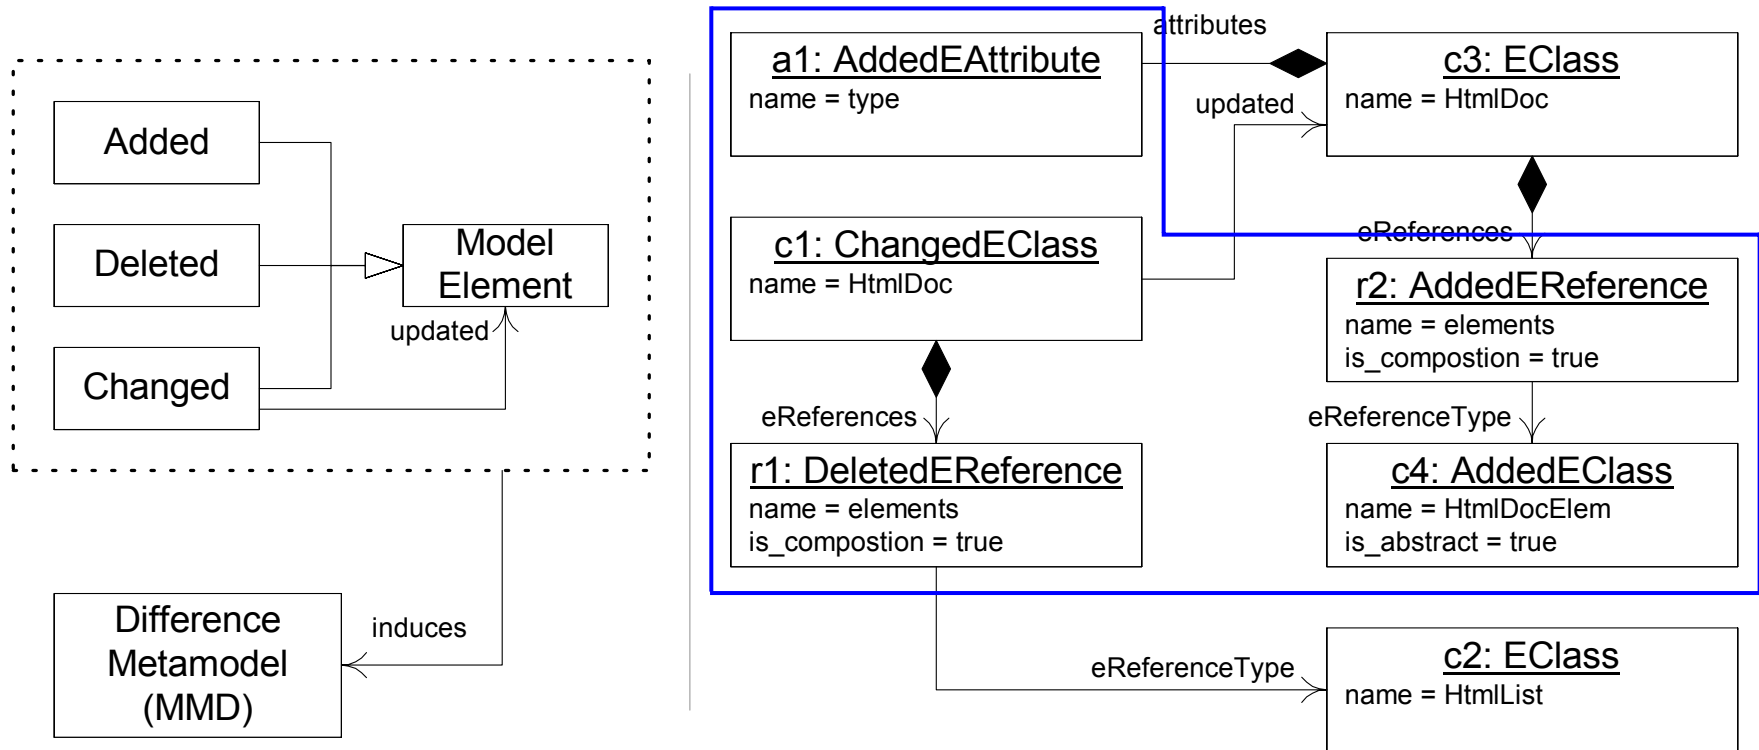 Added
Deleted
Changed
Model
Element
updated
Difference
Metamodel
(MMD)
induces
attributes
a1: AddedEAttribute
name = type
c3: EClass
name = HtmlDoc
updated
c1: ChangedEClass
name = HtmlDoc
eReferences
r2: AddedEReference
name = elements
is_compostion = true
eReferences
eReferenceType
r1: DeletedEReference
name = elements
is_compostion = true
c4: AddedEClass
name = HtmlDocElem
is_abstract = true
eReferenceType
c2: EClass
name = HtmlList